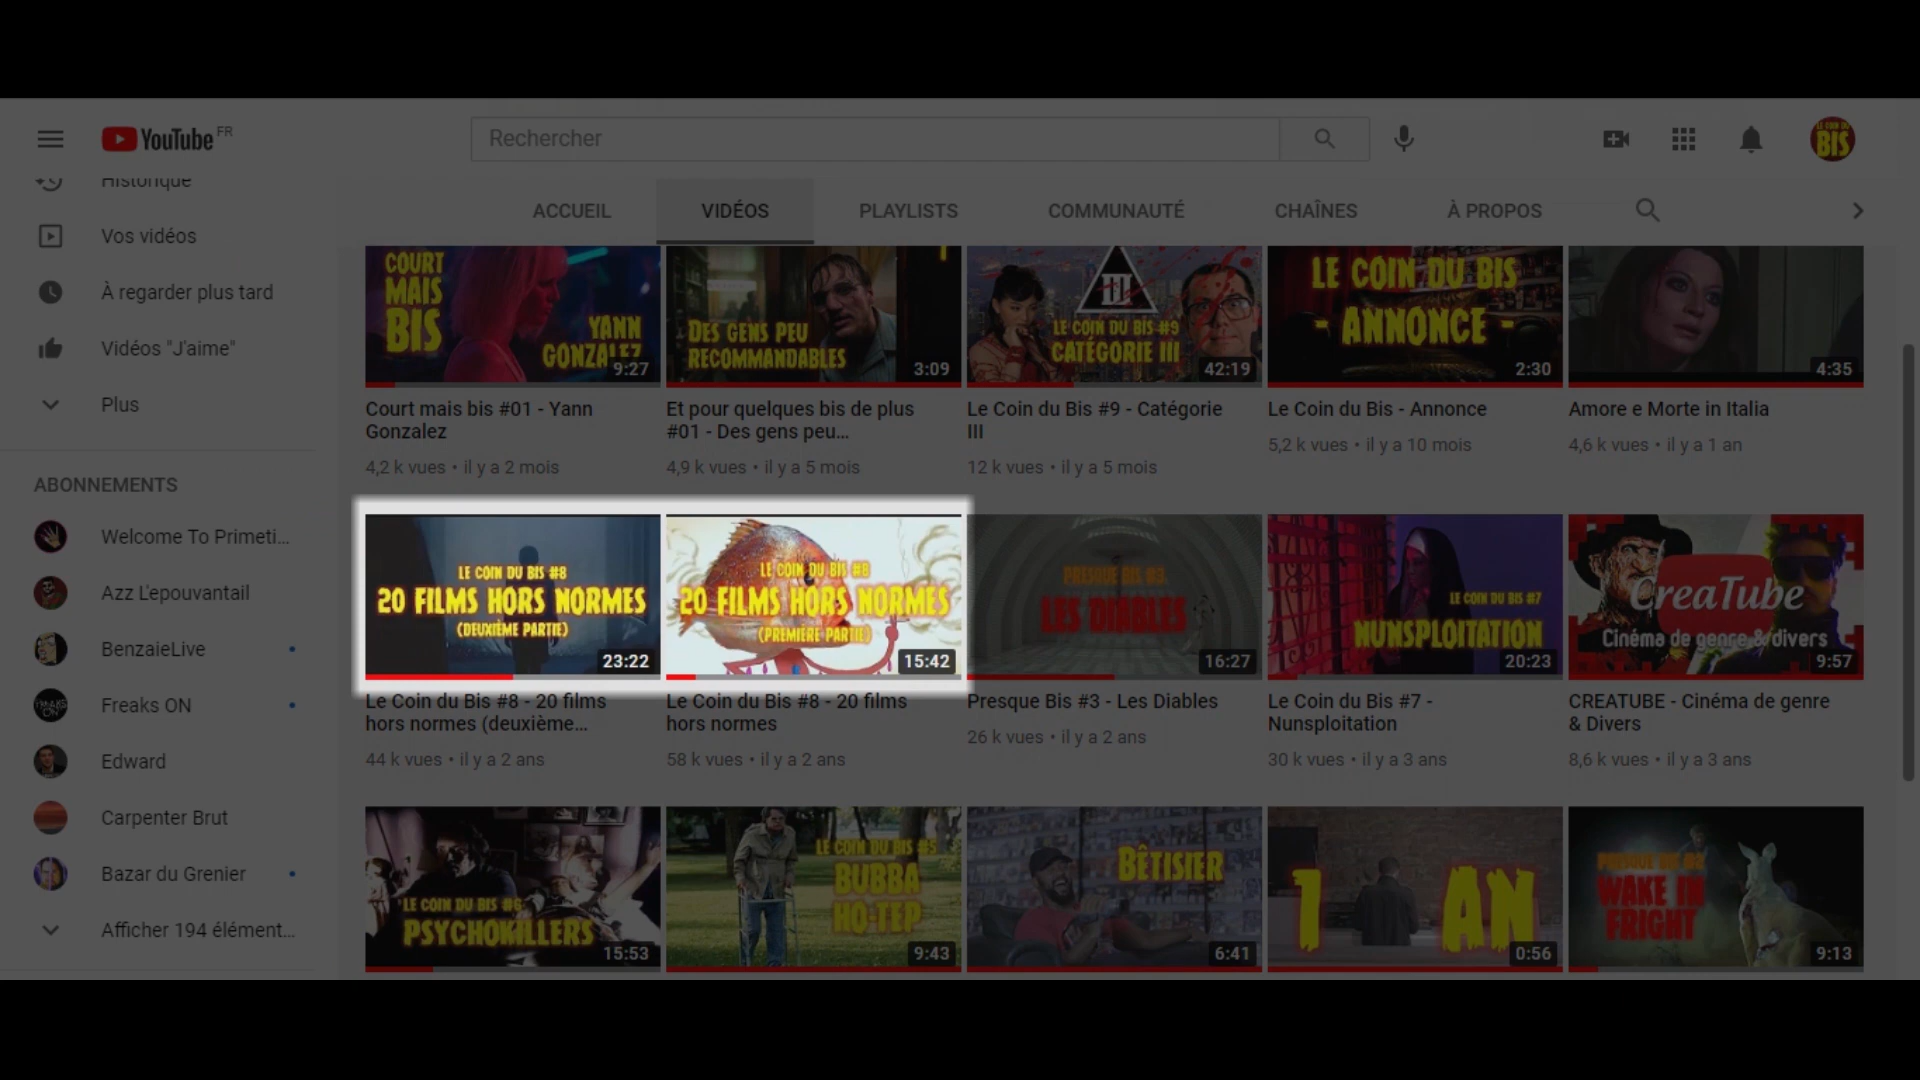 YouTube FR
Rechercher
LE COIN DU BIS
Historique
Vos vidéos
À regarder plus tard
Vidéos "J'aime"
Plus
ABONNEMENTS
Welcome To Primeti...
Azz L'epouvantail
BenzaieLive
Freaks ON
Edward
Carpenter Brut
Bazar du Grenier
Afficher 194 élément...
ACCUEIL
VIDÉOS
PLAYLISTS
COMMUNAUTÉ
CHAÎNES
À PROPOS
COURT
MAIS
BIS
YANN
GONZALEZ
9:27
Court mais bis #01 - Yann
Gonzalez
4,2 k vues • il y a 2 mois
DES GENS PEU
RECOMMANDABLES
3:09
Et pour quelques bis de plus
#01 - Des gens peu...
4,9 k vues • il y a 5 mois
III
LE COIN DU BIS #9
CATÉGORIE III
42:19
Le Coin du Bis #9 - Catégorie
III
12 k vues • il y a 5 mois
LE COIN DU BIS
- ANNONCE -
2:30
Le Coin du Bis - Annonce
5,2 k vues • il y a 10 mois
4:35
Amore e Morte in Italia
4,6 k vues • il y a 1 an
LE COIN DU BIS #8
20 FILMS HORS NORMES
(DEUXIÈME PARTIE)
23:22
Le Coin du Bis #8 - 20 films
hors normes (deuxième...
44 k vues • il y a 2 ans
LE COIN DU BIS #8
20 FILMS HORS NORMES
(PREMIÈRE PARTIE)
15:42
Le Coin du Bis #8 - 20 films
hors normes
58 k vues • il y a 2 ans
PRESQUE BIS #3
LES DIABLES
16:27
Presque Bis #3 - Les Diables
26 k vues • il y a 2 ans
LE COIN DU BIS #7
NUNSPLOITATION
20:23
Le Coin du Bis #7 -
Nunsploitation
30 k vues • il y a 3 ans
CreaTube
Cinéma de genre & divers
9:57
CREATUBE - Cinéma de genre
& Divers
8,6 k vues • il y a 3 ans
LE COIN DU BIS #6
PSYCHOKILLERS
15:53
LE COIN DU BIS #5
BUBBA
HO-TEP
9:43
BÊTISIER
6:41
1 AN
0:56
PRESQUE BIS #2
WAKE IN
FRIGHT
9:13